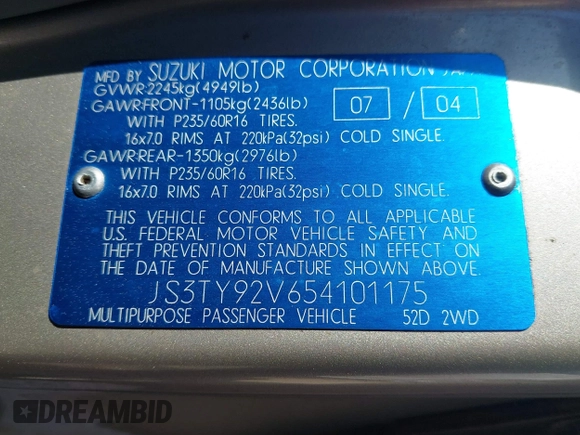 MFD BY SUZUKI MOTOR CORPORATION JAPAN
GVWR:2245kg(4949lb)
GAWR:FRONT-1105kg(2436lb) 07 / 04
WITH P235/60R16 TIRES.
16x7.0 RIMS AT 220kPa(32psi) COLD SINGLE.
GAWR:REAR-1350kg(2976lb)
WITH P235/60R16 TIRES.
16x7.0 RIMS AT 220kPa(32psi) COLD SINGLE.
THIS VEHICLE CONFORMS TO ALL APPLICABLE
U.S. FEDERAL MOTOR VEHICLE SAFETY AND
THEFT PREVENTION STANDARDS IN EFFECT ON
THE DATE OF MANUFACTURE SHOWN ABOVE.
JS3TY92V654101175
MULTIPURPOSE PASSENGER VEHICLE 52D 2WD
DREAMBID